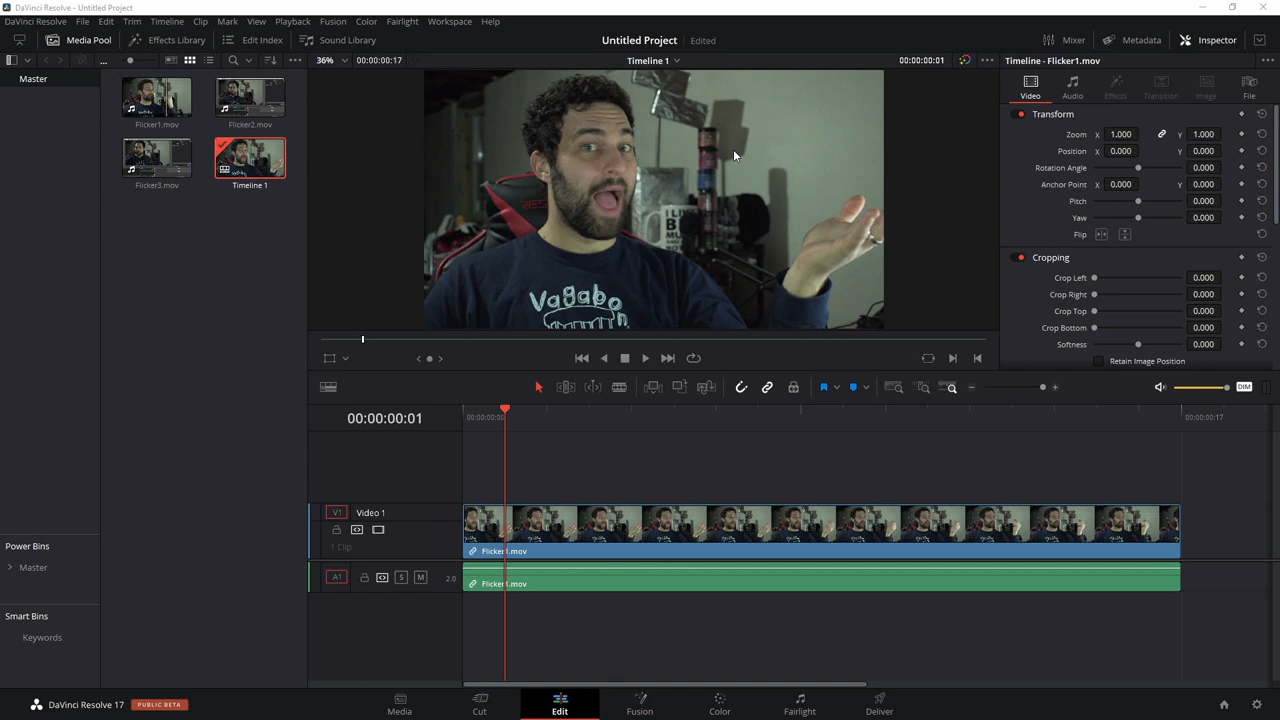 DaVinci Resolve - Untitled Project
DaVinci Resolve File Edit Trim Timeline Clip Mark View Playback Fusion Color Fairlight Workspace Help
Media Pool Effects Library Edit Index Sound Library Untitled Project Edited Mixer Metadata Inspector
... 36% 00:00:00:17 Timeline 1 00:00:00:01 Timeline - Flicker1.mov
Master
Flicker1.mov Flicker2.mov
Flicker3.mov Timeline 1
Vagabon
I LI
B
MU
AND
Video Audio Effects Transition Image File
Transform
Zoom X 1.000 Y 1.000
Position X 0.000 Y 0.000
Rotation Angle 0.000
Anchor Point X 0.000 Y 0.000
Pitch 0.000
Yaw 0.000
Flip
Cropping
Crop Left 0.000
Crop Right 0.000
Crop Top 0.000
Crop Bottom 0.000
Softness 0.000
Retain Image Position
DIM
00:00:00:01 00:00:00:00 00:00:00:17
V1 Video 1
1 Clip
Flicker1.mov
A1 S M 2.0
Flicker1.mov
Power Bins
Master
Smart Bins
Keywords
DaVinci Resolve 17 PUBLIC BETA Media Cut Edit Fusion Color Fairlight Deliver